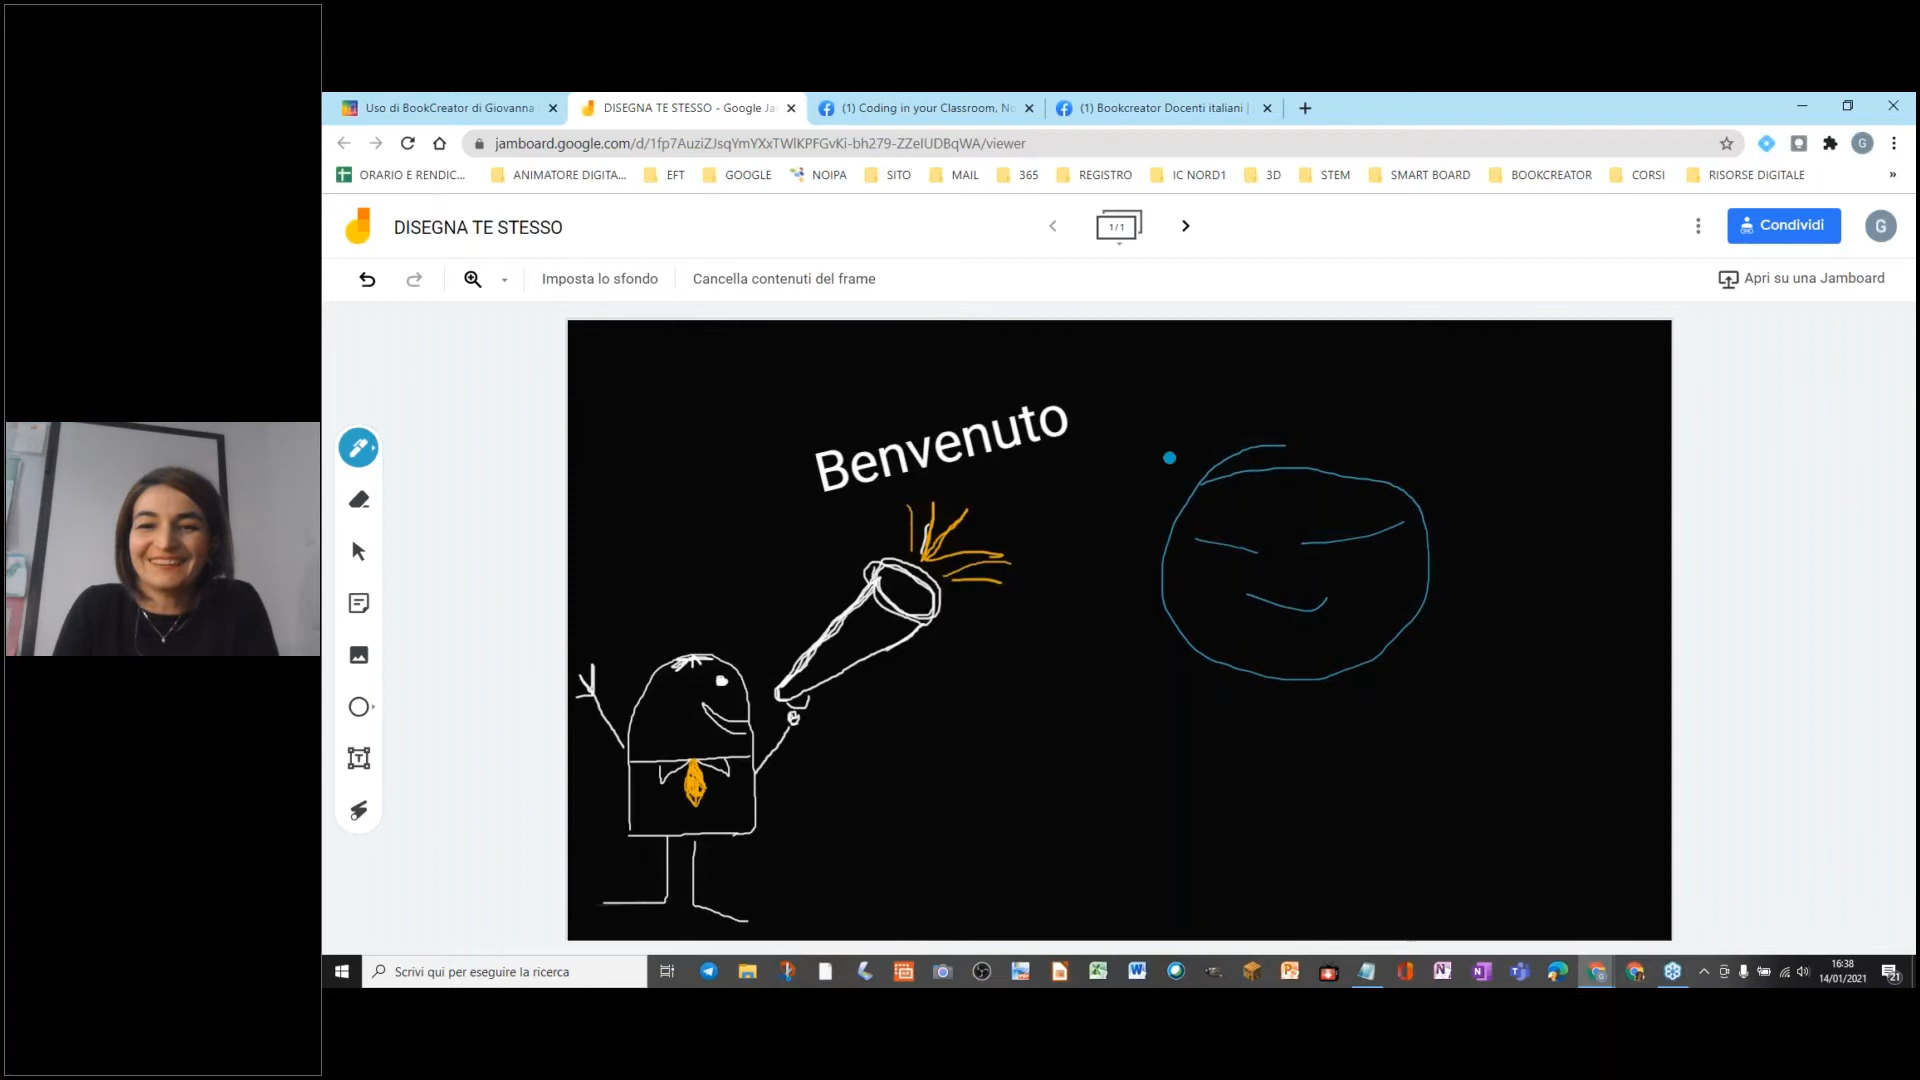 Uso di BookCreator di Giovanna
DISEGNA TE STESSO - Google Ja
(1) Coding in your Classroom, No
(1) Bookcreator Docenti italiani |
jamboard.google.com/d/1fp7AuziZJsqYmYXxTWlKPFGvKi-bh279-ZZeIUDBqWA/viewer
G
ORARIO E RENDIC...
ANIMATORE DIGITA...
EFT
GOOGLE
NOIPA
SITO
MAIL
365
REGISTRO
IC NORD1
3D
STEM
SMART BOARD
BOOKCREATOR
CORSI
RISORSE DIGITALE
»
DISEGNA TE STESSO
1/1
Condividi
G
Imposta lo sfondo
Cancella contenuti del frame
Apri su una Jamboard
Benvenuto
Scrivi qui per eseguire la ricerca
16:38
14/01/2021
21